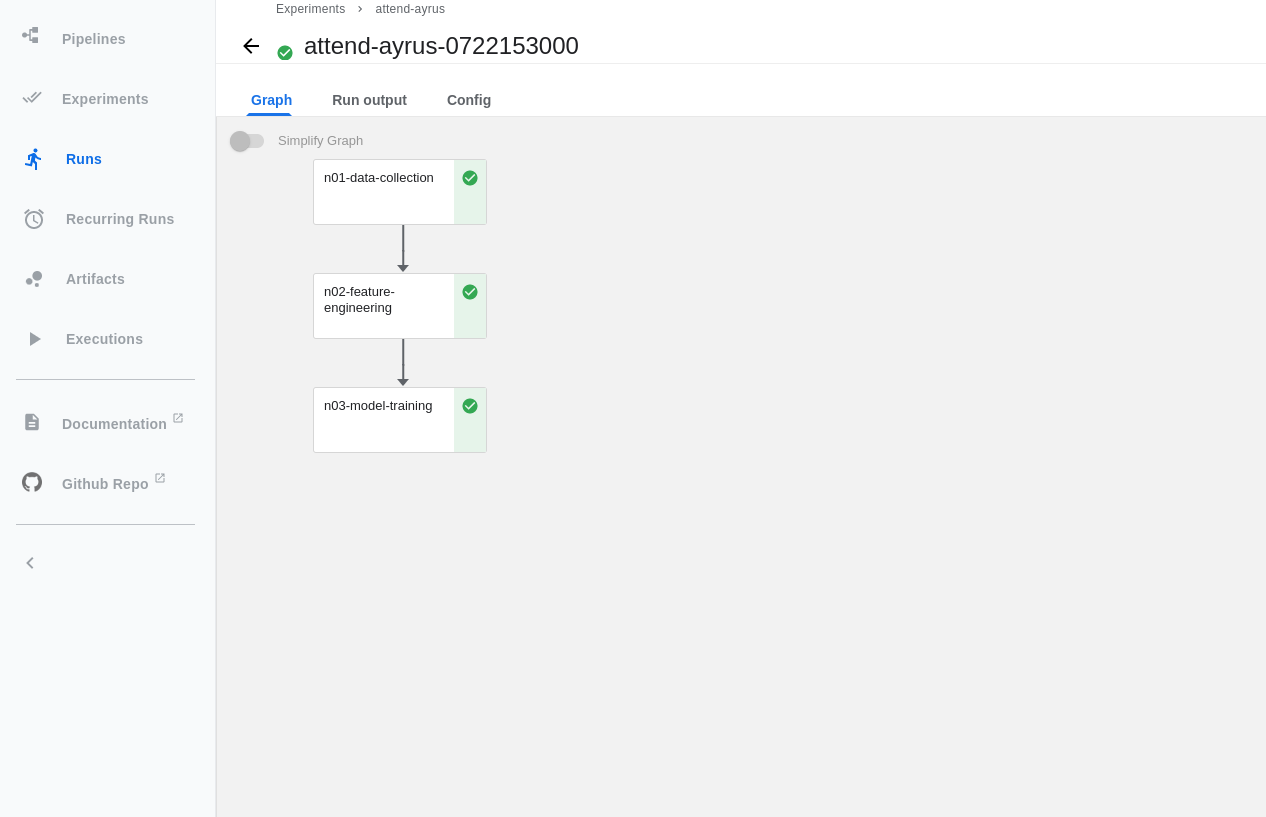 Experiments > attend-ayrus
attend-ayrus-0722153000
Pipelines
Experiments
Runs
Recurring Runs
Artifacts
Executions
Documentation
Github Repo
Graph Run output Config
Simplify Graph
n01-data-collection
n02-feature-
engineering
n03-model-training